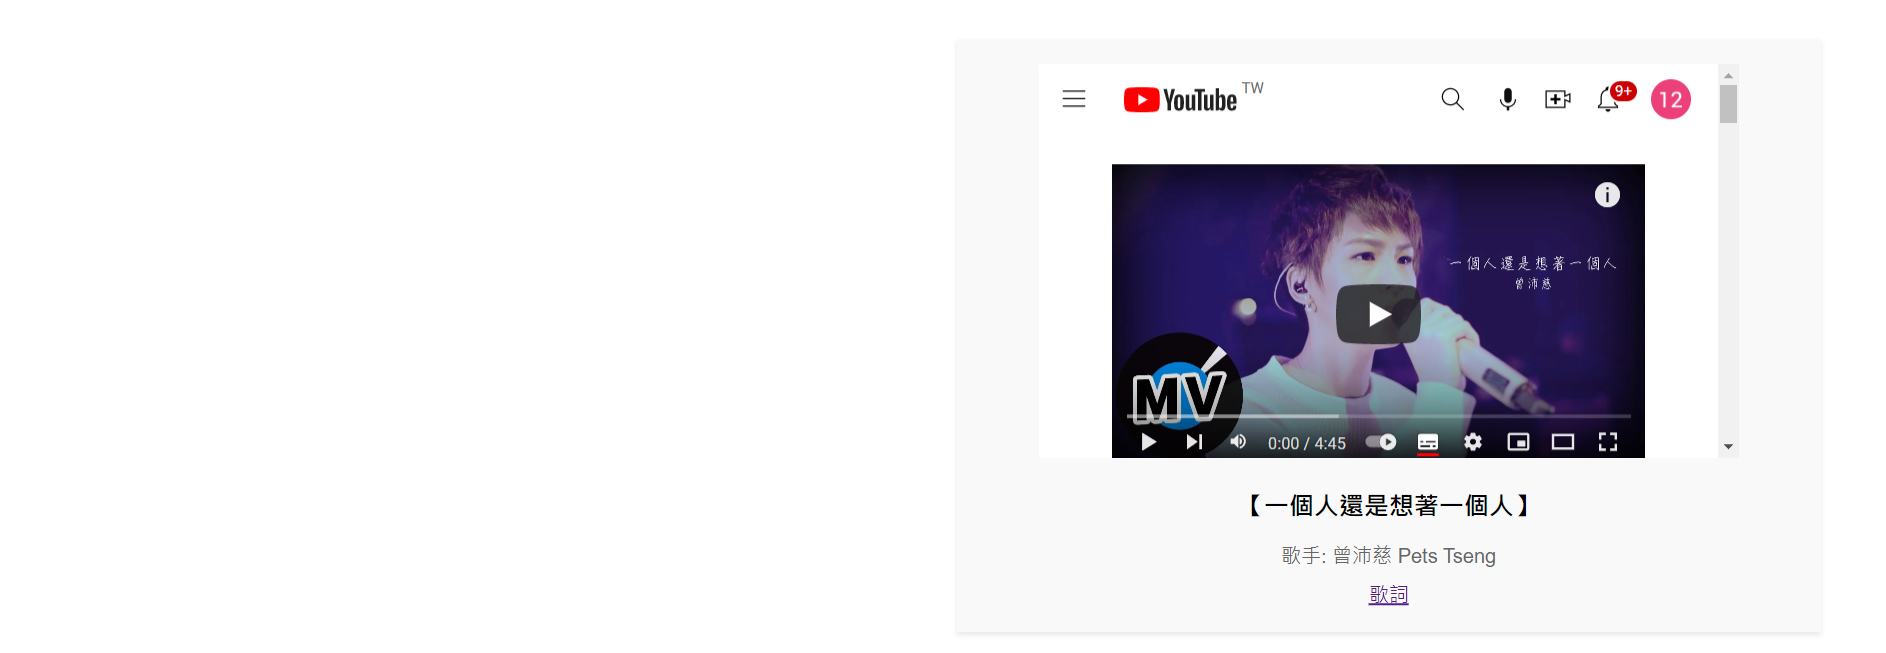 YouTube TW
9+
12
一個人還是想著一個人
曾沛慈
MV
0:00 / 4:45
【一個人還是想著一個人】
歌手: 曾沛慈 Pets Tseng
歌詞